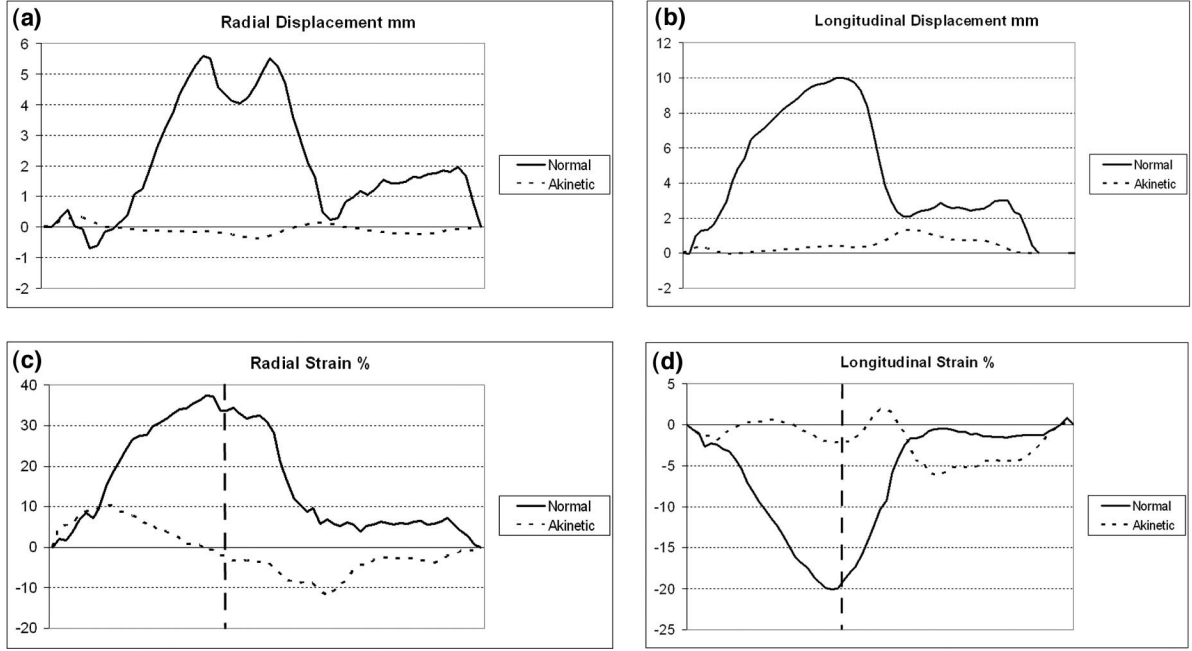 (a)
Radial Displacement mm
6
5
4
3
2
1
0
-1
-2
Normal
Akinetic
(b)
Longitudinal Displacement mm
12
10
8
6
4
2
0
-2
Normal
Akinetic
(c)
Radial Strain %
40
30
20
10
0
-10
-20
Normal
Akinetic
(d)
Longitudinal Strain %
5
0
-5
-10
-15
-20
-25
Normal
Akinetic